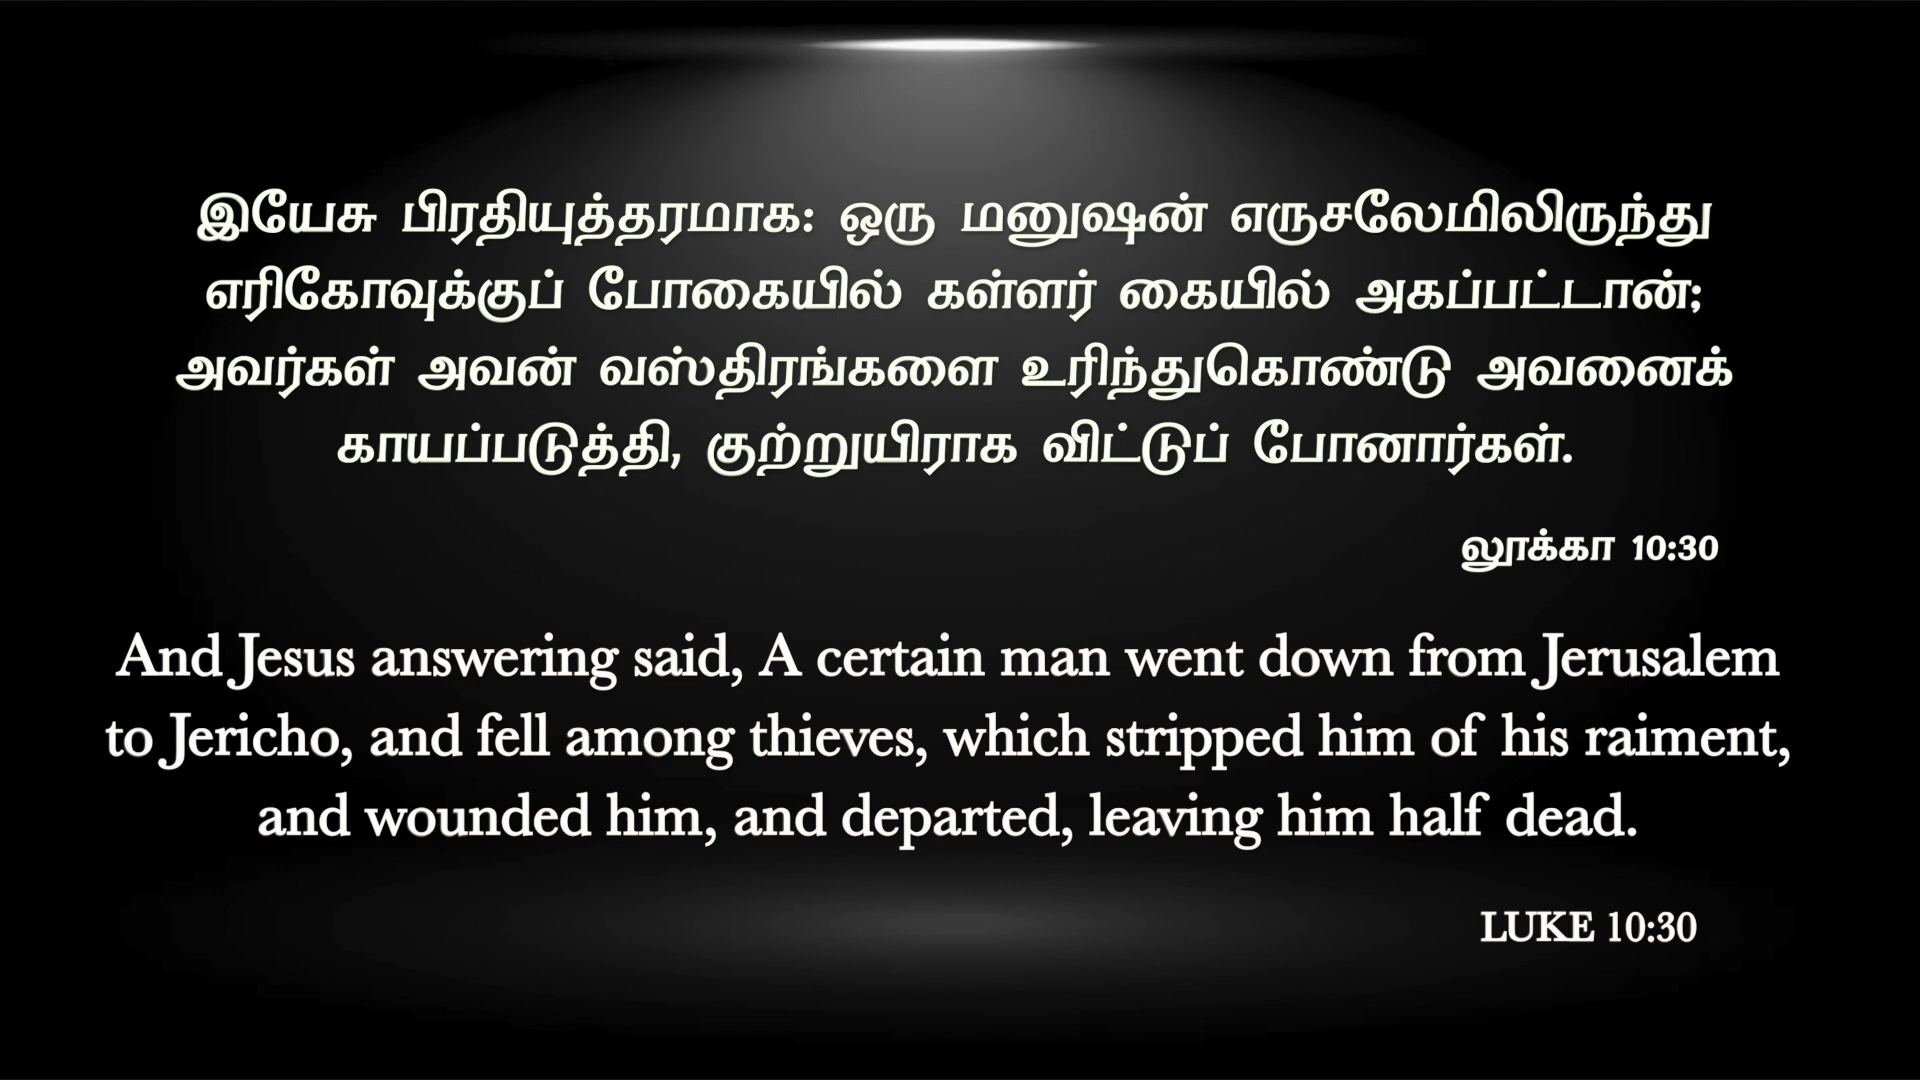 இயேசு பிரதியுத்தரமாக: ஒரு மனுஷன் எருசலேமிலிருந்து
எரிகோவுக்குப் போகையில் கள்ளர் கையில் அகப்பட்டான்;
அவர்கள் அவன் வஸ்திரங்களை உரிந்துகொண்டு அவனைக்
காயப்படுத்தி, குற்றுயிராக விட்டுப் போனார்கள்.
லூக்கா 10:30
And Jesus answering said, A certain man went down from Jerusalem
to Jericho, and fell among thieves, which stripped him of his raiment,
and wounded him, and departed, leaving him half dead.
LUKE 10:30